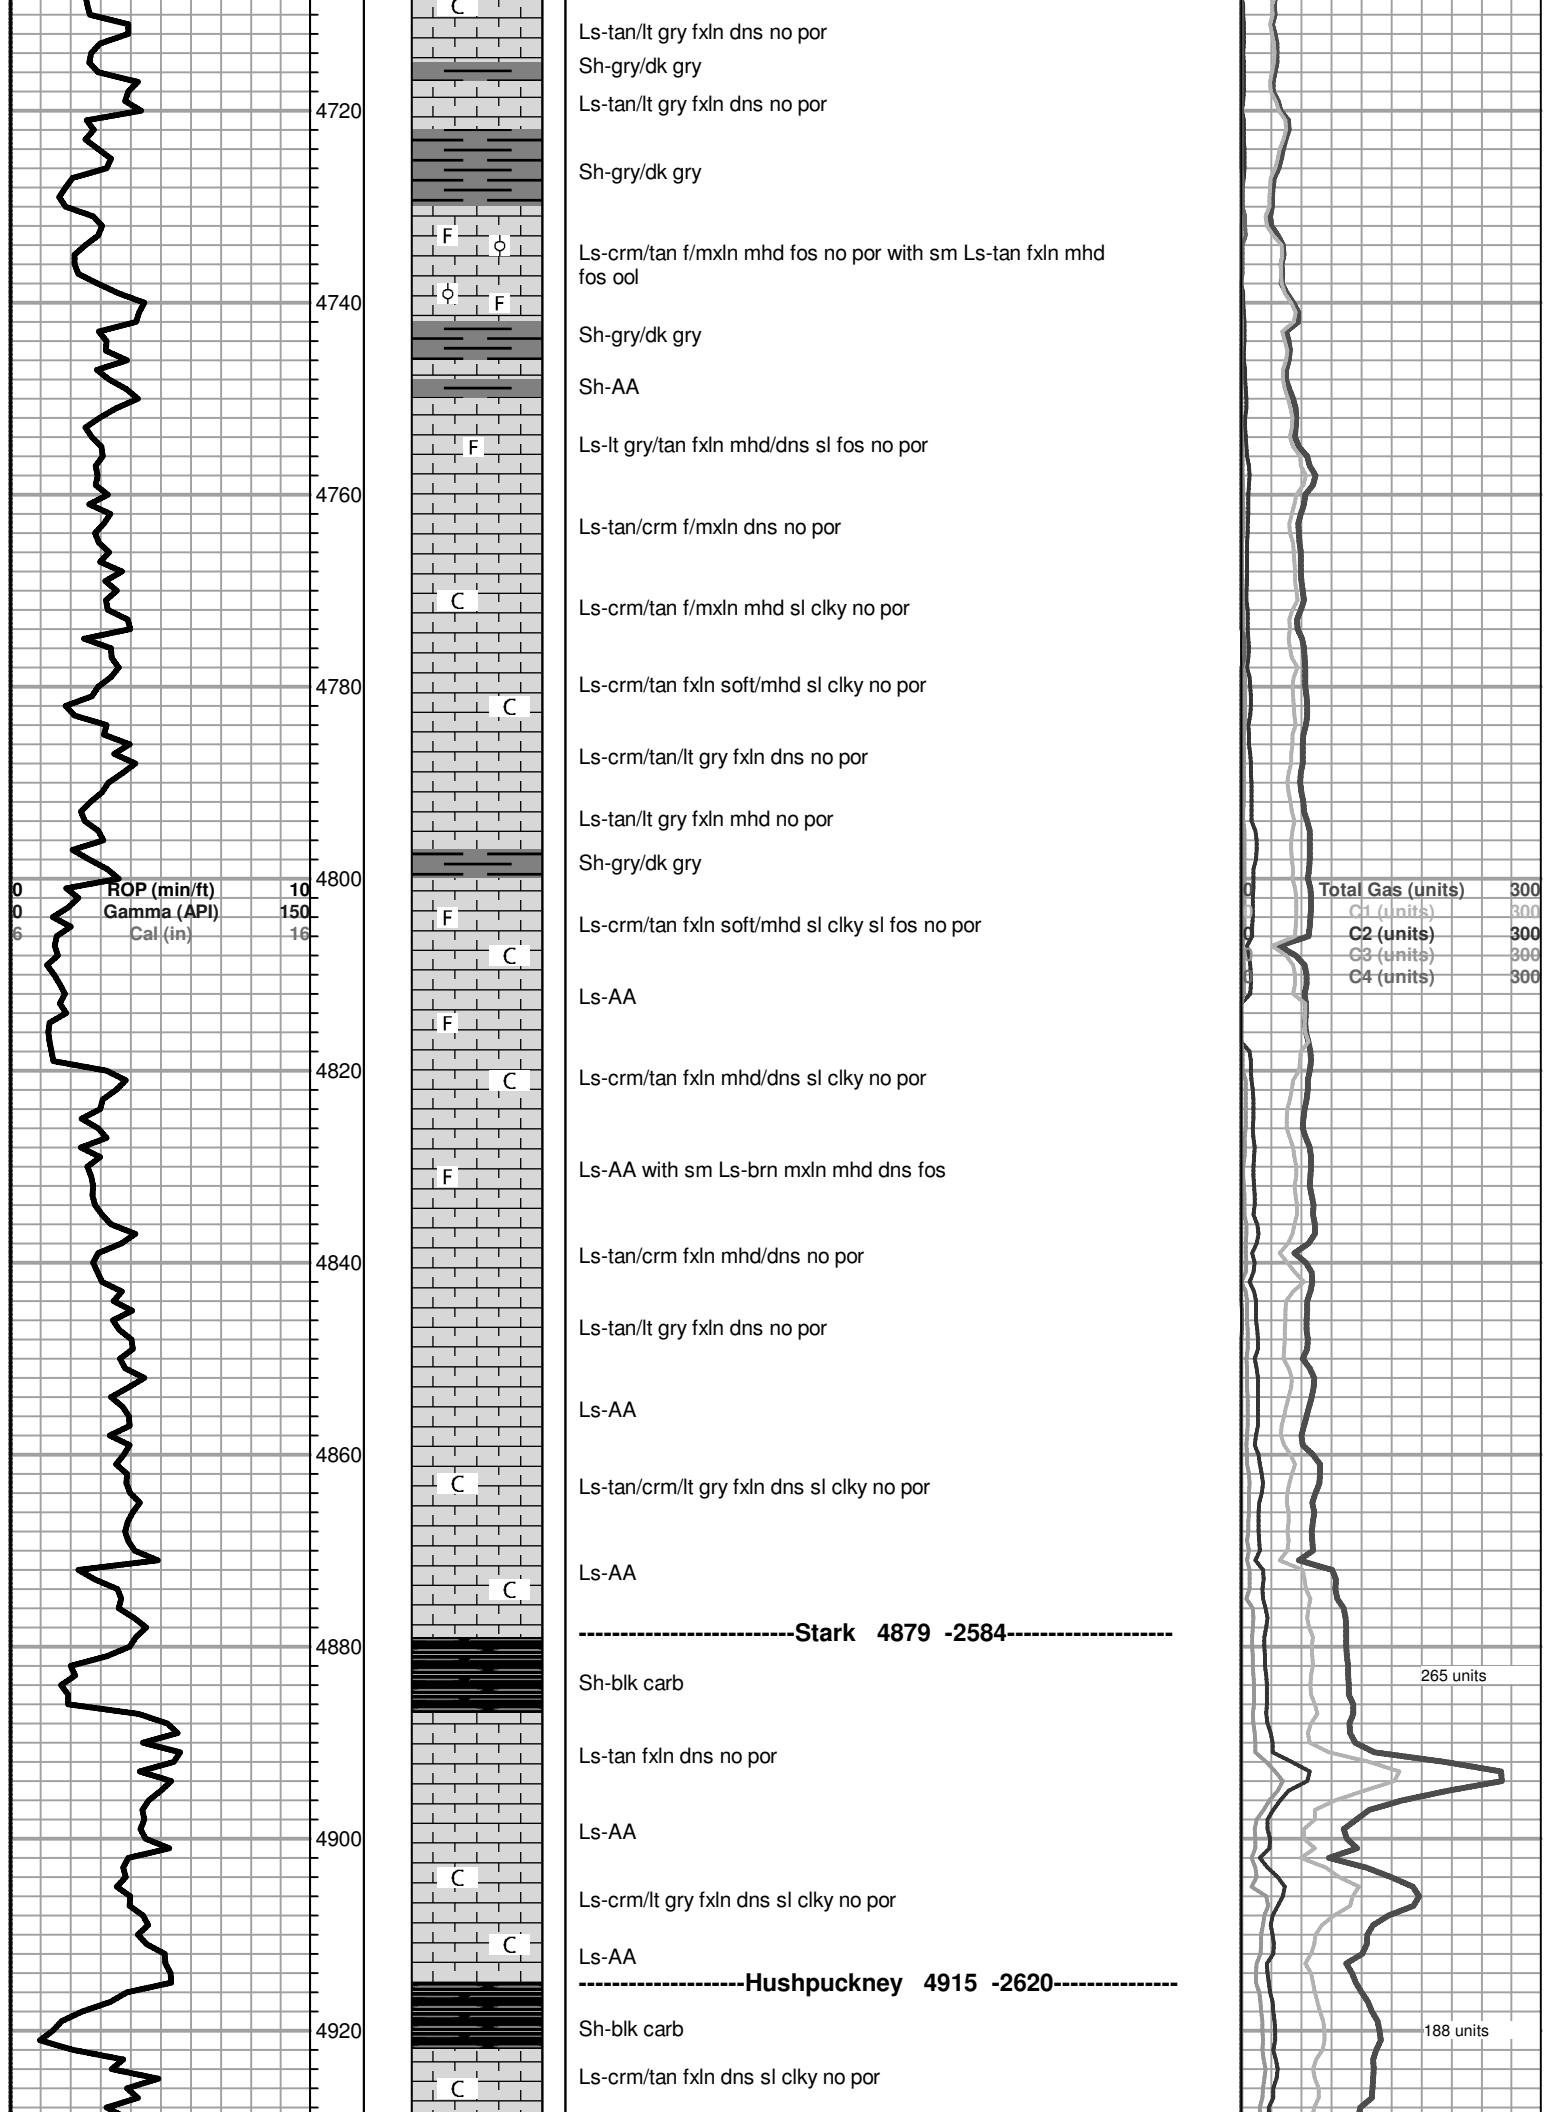 C
Ls-tan/lt gry fxln dns no por
Sh-gry/dk gry
Ls-tan/lt gry fxln dns no por
4720
Sh-gry/dk gry
F
Ls-crm/tan f/mxln mhd fos no por with sm Ls-tan fxln mhd
fos ool
F
4740
Sh-gry/dk gry
Sh-AA
F
Ls-lt gry/tan fxln mhd/dns sl fos no por
4760
Ls-tan/crm f/mxln dns no por
C
Ls-crm/tan f/mxln mhd sl clky no por
4780
Ls-crm/tan fxln soft/mhd sl clky no por
C
Ls-crm/tan/lt gry fxln dns no por
Ls-tan/lt gry fxln mhd no por
Sh-gry/dk gry
4800
0 ROP (min/ft) 10
0 Gamma (API) 150
6 Cal (in) 16
0 Total Gas (units) 300
0 C1 (units) 300
0 C2 (units) 300
0 C3 (units) 300
0 C4 (units) 300
F
Ls-crm/tan fxln soft/mhd sl clky sl fos no por
C
Ls-AA
F
4820
C
Ls-crm/tan fxln mhd/dns sl clky no por
F
Ls-AA with sm Ls-brn mxln mhd dns fos
4840
Ls-tan/crm fxln mhd/dns no por
Ls-tan/lt gry fxln dns no por
Ls-AA
4860
C
Ls-tan/crm/lt gry fxln dns sl clky no por
Ls-AA
C
--------------------------Stark 4879 -2584--------------------
4880
265 units
Sh-blk carb
Ls-tan fxln dns no por
Ls-AA
4900
C
Ls-crm/lt gry fxln dns sl clky no por
C
Ls-AA
--------------------Hushpuckney 4915 -2620---------------
4920
Sh-blk carb
188 units
Ls-crm/tan fxln dns sl clky no por
C